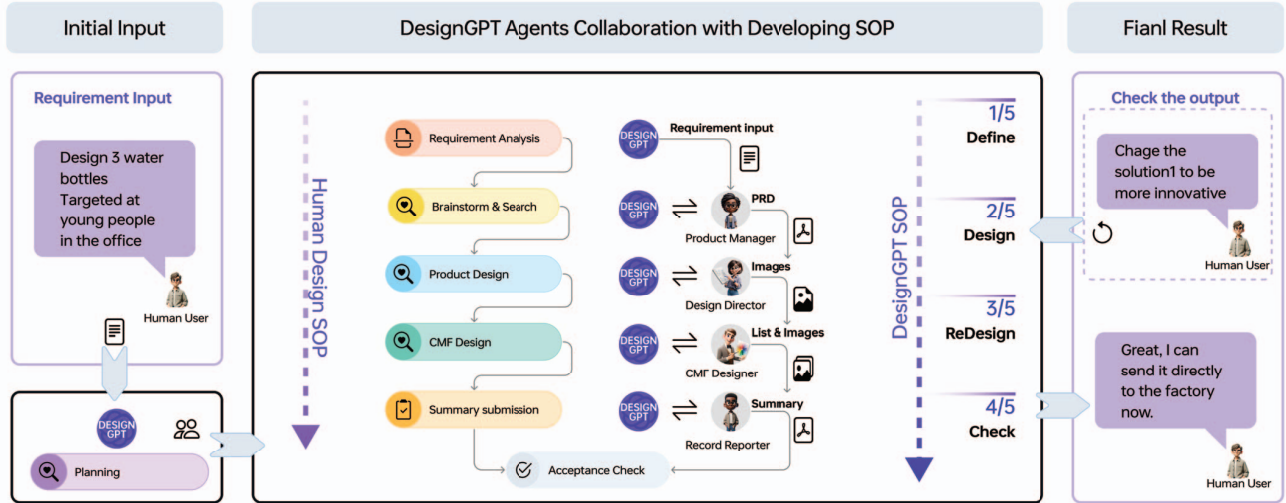 Initial Input
DesignGPT Agents Collaboration with Developing SOP
Fianl Result
Requirement Input
Design 3 water
bottles
Targeted at
young people
in the office
Human User
DESIGN
GPT
Planning
Human Design SOP
Requirement Analysis
Brainstorm & Search
Product Design
CMF Design
Summary submission
Acceptance Check
DESIGN
GPT
Requirement input
DESIGN
GPT
PRD
Product Manager
DESIGN
GPT
Images
Design Director
DESIGN
GPT
List & Images
CMF Designer
DESIGN
GPT
Summary
Record Reporter
DesignGPT SOP
1/5
Define
2/5
Design
3/5
ReDesign
4/5
Check
Check the output
Chage the
solution1 to be
more innovative
Human User
Great, I can
send it directly
to the factory
now.
Human User